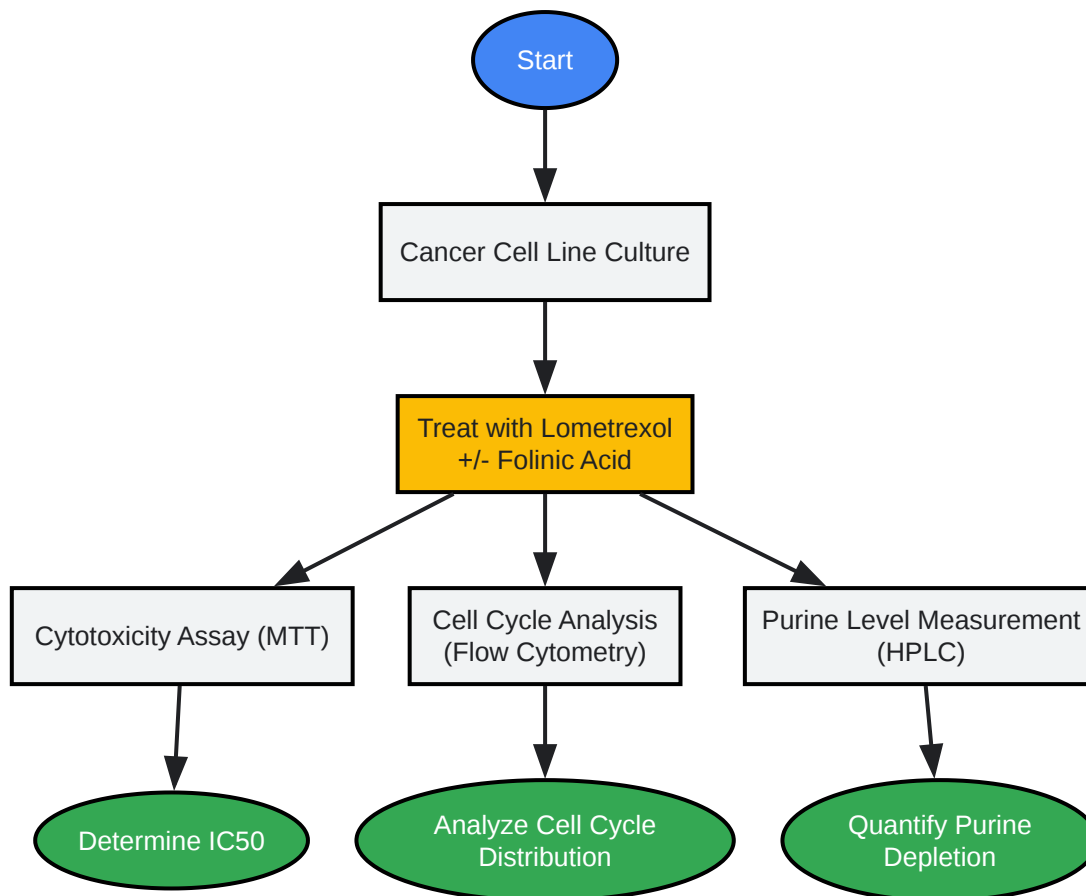 Start
Cancer Cell Line Culture
Treat with Lometrexol
+/- Folinic Acid
Cytotoxicity Assay (MTT)
Cell Cycle Analysis
(Flow Cytometry)
Purine Level Measurement
(HPLC)
Determine IC50
Analyze Cell Cycle
Distribution
Quantify Purine
Depletion